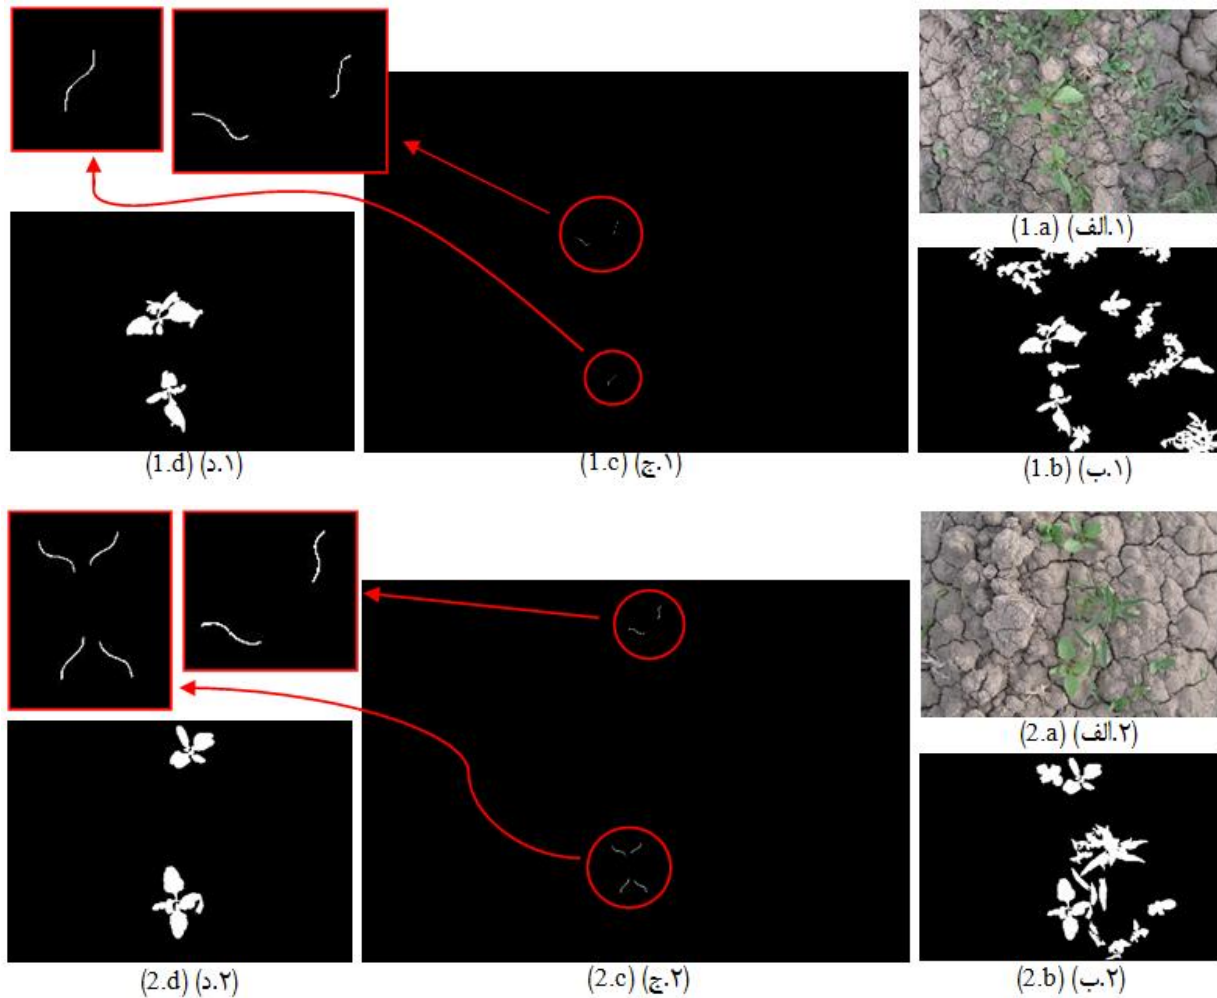 (1.a) (۱.الف)
(1.d) (۱.د)
(1.c) (۱.ج)
(1.b) (۱.ب)
(2.a) (۲.الف)
(2.d) (۲.د)
(2.c) (۲.ج)
(2.b) (۲.ب)